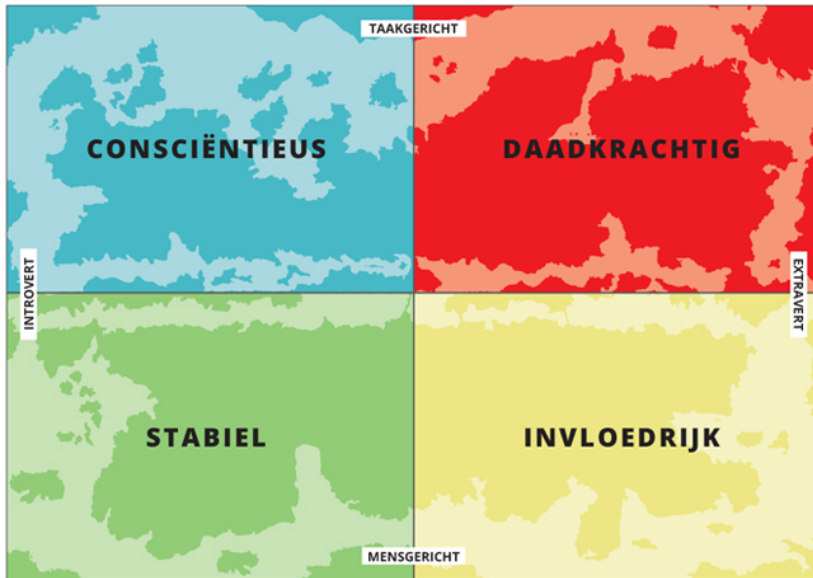 TAAKGERICHT
CONSCIËNTIEUS
DAADKRACHTIG
INTROVERT
EXTRAVERT
STABIEL
INVLOEDRIJK
MENSGERICHT